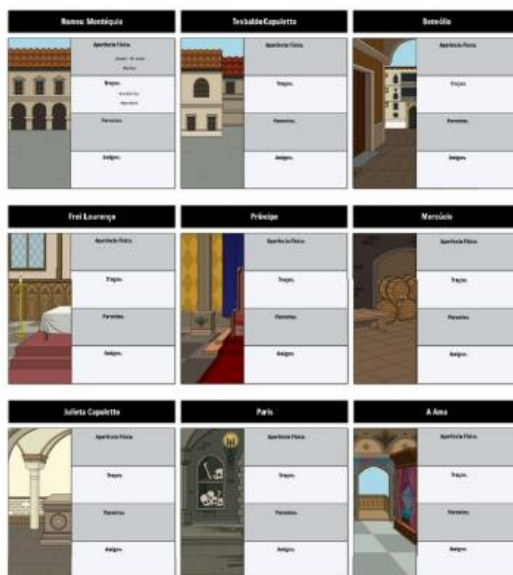 Romeu Montéquio
Aparência Física:
Traços:
Parentes:
Amigos:
Teobaldo Capuletto
Aparência Física:
Traços:
Parentes:
Amigos:
Benvólio
Aparência Física:
Traços:
Parentes:
Amigos:
Frei Lourenço
Aparência Física:
Traços:
Parentes:
Amigos:
Príncipe
Aparência Física:
Traços:
Parentes:
Amigos:
Mercúcio
Aparência Física:
Traços:
Parentes:
Amigos:
Julieta Capuletto
Aparência Física:
Traços:
Parentes:
Amigos:
Paris
Aparência Física:
Traços:
Parentes:
Amigos:
A Ama
Aparência Física:
Traços:
Parentes:
Amigos: